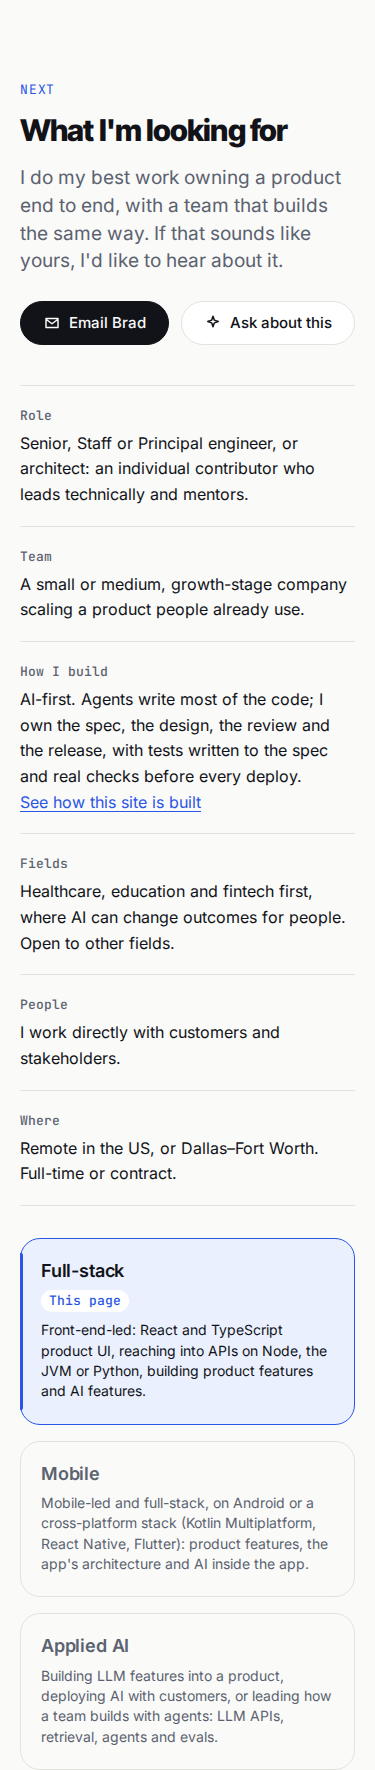 NEXT
What I'm looking for
I do my best work owning a product
end to end, with a team that builds
the same way. If that sounds like
yours, I'd like to hear about it.
Email Brad
Ask about this
Role
Senior, Staff or Principal engineer, or
architect: an individual contributor who
leads technically and mentors.
Team
A small or medium, growth-stage company
scaling a product people already use.
How I build
AI-first. Agents write most of the code; I
own the spec, the design, the review and
the release, with tests written to the spec
and real checks before every deploy.
See how this site is built
Fields
Healthcare, education and fintech first,
where AI can change outcomes for people.
Open to other fields.
People
I work directly with customers and
stakeholders.
Where
Remote in the US, or Dallas–Fort Worth.
Full-time or contract.
Full-stack
This page
Front-end-led: React and TypeScript
product UI, reaching into APIs on Node, the
JVM or Python, building product features
and AI features.
Mobile
Mobile-led and full-stack, on Android or a
cross-platform stack (Kotlin Multiplatform,
React Native, Flutter): product features, the
app's architecture and AI inside the app.
Applied AI
Building LLM features into a product,
deploying AI with customers, or leading how
a team builds with agents: LLM APIs,
retrieval, agents and evals.